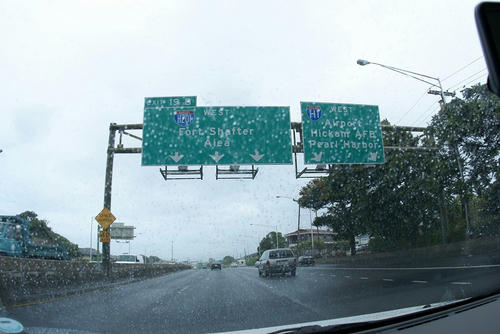 EXIT 19 B
WEST
H201
Fort Shafter
Aiea
WEST
H1
Airport
Hickam AFB
Pearl Harbor